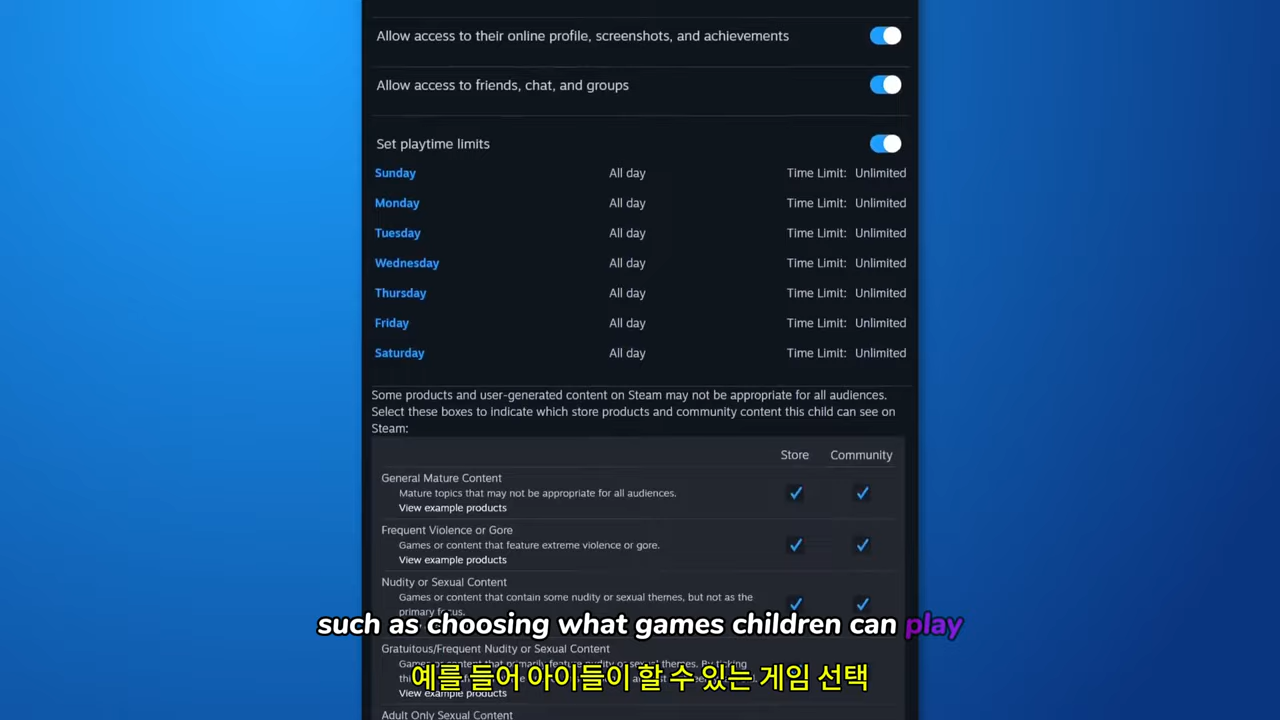 Allow access to their online profile, screenshots, and achievements
Allow access to friends, chat, and groups
Set playtime limits
Sunday All day Time Limit: Unlimited
Monday All day Time Limit: Unlimited
Tuesday All day Time Limit: Unlimited
Wednesday All day Time Limit: Unlimited
Thursday All day Time Limit: Unlimited
Friday All day Time Limit: Unlimited
Saturday All day Time Limit: Unlimited
Some products and user-generated content on Steam may not be appropriate for all audiences.
Select these boxes to indicate which store products and community content this child can see on
Steam:
Store Community
General Mature Content
Mature topics that may not be appropriate for all audiences.
View example products
Frequent Violence or Gore
Games or content that feature extreme violence or gore.
View example products
Nudity or Sexual Content
Games or content that contain some nudity or sexual themes, but not as the
primary focus.
such as choosing what games children can play
Gratuitous/Frequent Nudity or Sexual Content
예를 들어 아이들이 할 수 있는 게임 선택
View example products
Adult Only Sexual Content